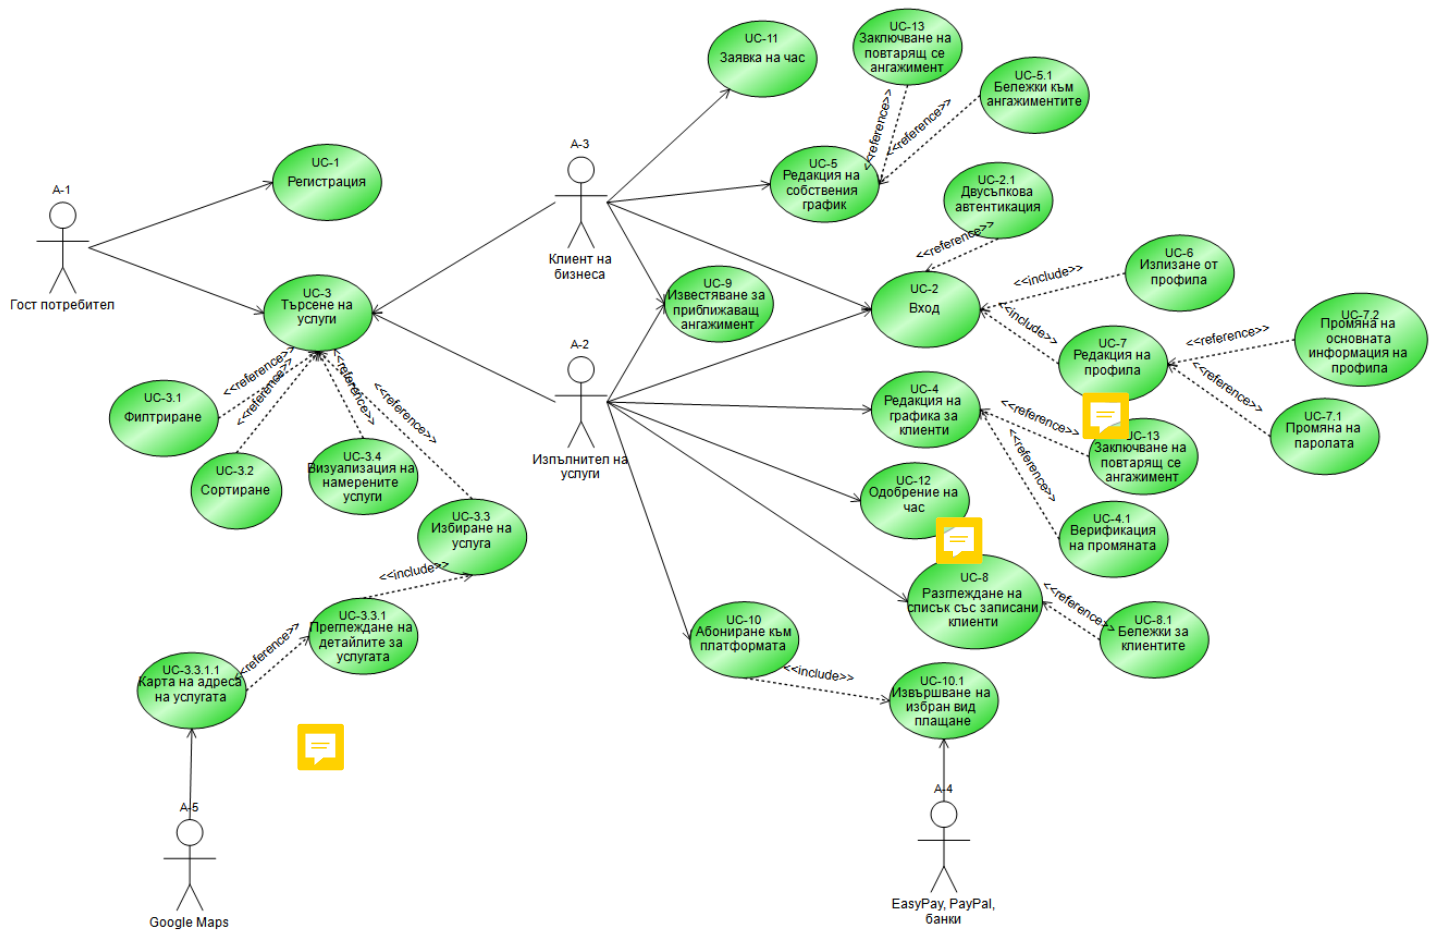 UC-13
Заключване на
повтарящ се
ангажимент
UC-11
Заявка на час
UC-5.1
Бележки към
ангажиментите
<<reference>>
<<reference>>
A-3
Клиент на
бизнеса
UC-1
Регистрация
A-1
Гост потребител
UC-5
Редакция на
собствения
график
UC-2.1
Двусъпкова
автентикация
<<reference>>
UC-6
Излизане от
профила
<<include>>
UC-3
Търсене на
услуги
UC-9
Известяване за
приближаващ
ангажимент
UC-2
Вход
<<include>>
UC-7.2
Промяна на
основната
информация на
профила
<<reference>>
UC-7
Редакция на
профила
<<reference>>
A-2
Изпълнител на
услуги
<<reference>>
<<reference>>
<<reference>>
<<reference>>
UC-3.1
Филтриране
UC-4
Редакция на
графика за
клиенти
<<reference>>
<<reference>>
UC-7.1
Промяна на
паролата
UC-13
Заключване на
повтарящ се
ангажимент
UC-3.2
Сортиране
UC-3.4
Визуализация на
намерените
услуги
UC-12
Одобрение на
час
UC-3.3
Избиране на
услуга
UC-4.1
Верификация
на промяната
<<include>>
UC-8
Разглеждане на
списък със записани
клиенти
<<reference>>
UC-8.1
Бележки за
клиентите
UC-3.3.1
Преглеждане на
детайлите за
услугата
<<reference>>
UC-10
Абониране към
платформата
<<include>>
UC-3.3.1.1
Карта на адреса
на услугата
UC-10.1
Извършване на
избран вид
плащане
A-5
Google Maps
A-4
EasyPay, PayPal,
банки